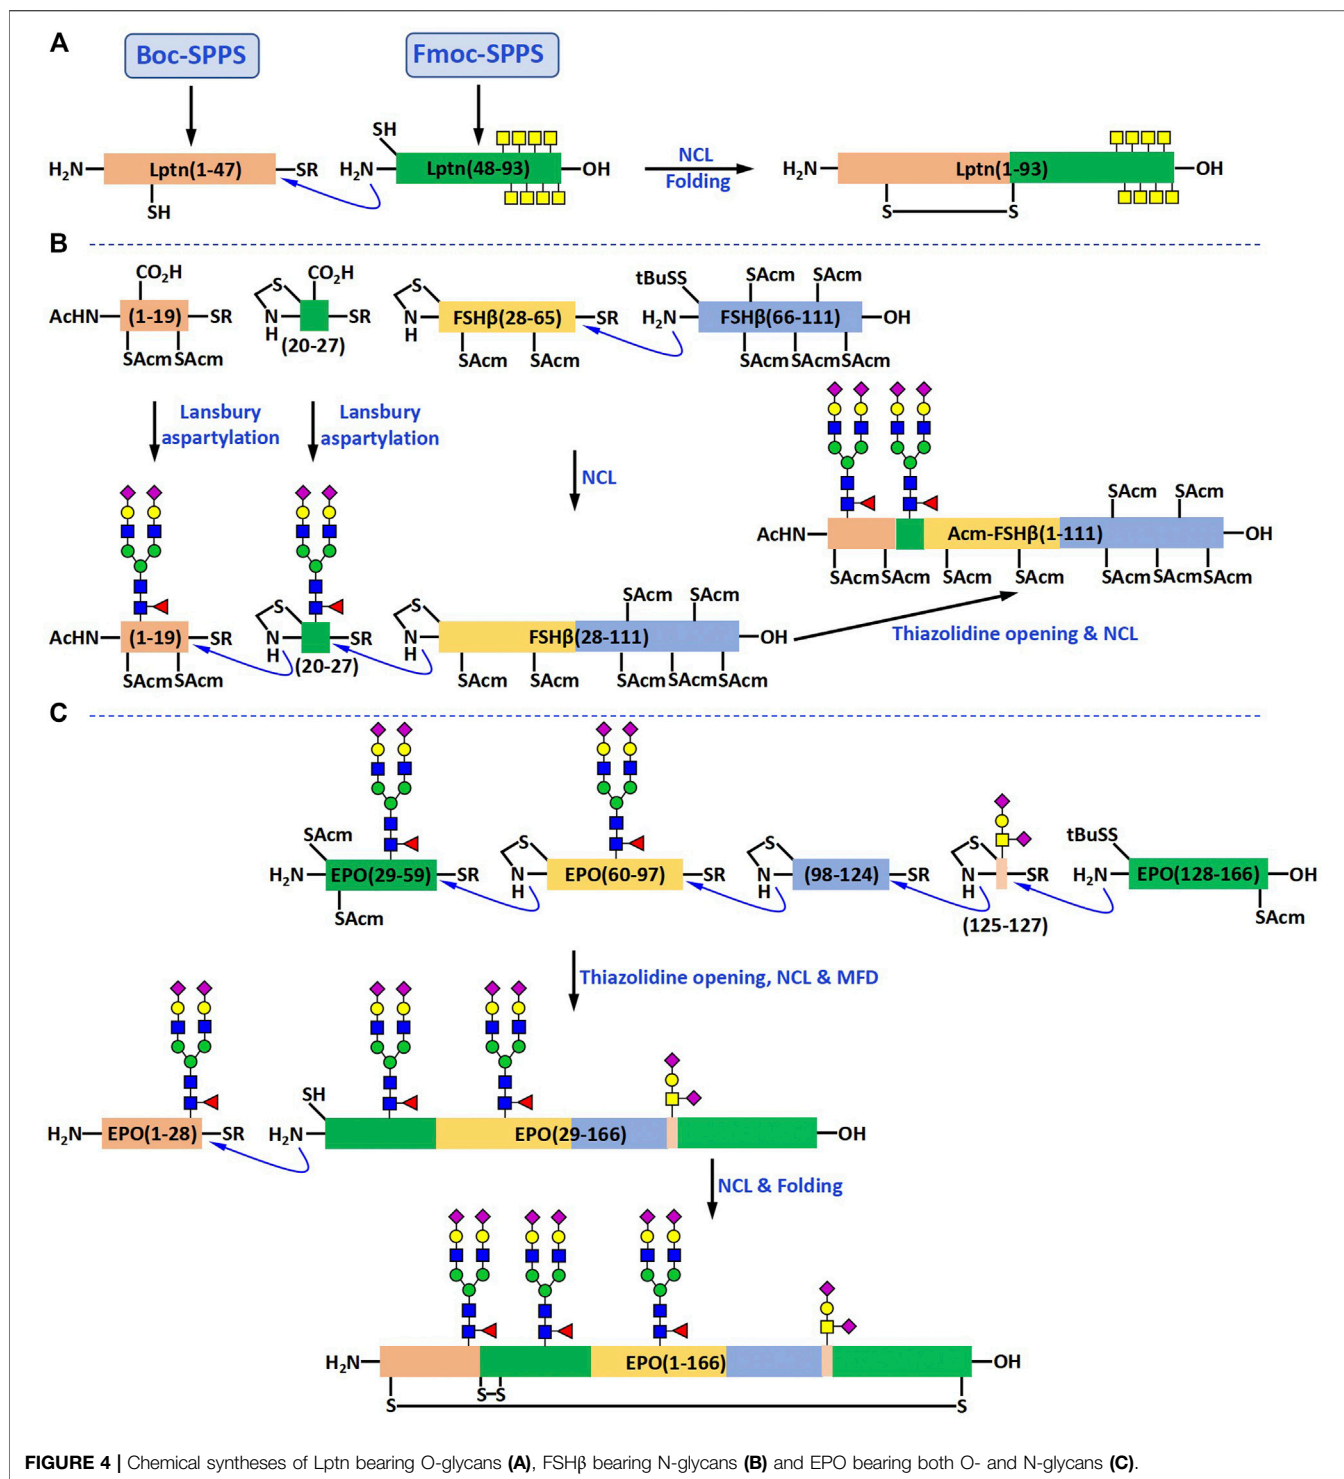 A
Boc-SPPS
Fmoc-SPPS
SH
H₂N
Lptn(1-47)
SR
H₂N
Lptn(48-93)
OH
NCL
Folding
H₂N
Lptn(1-93)
OH
SH
S
S
B
CO₂H
S
CO₂H
S
tBuSS
SAcm
SAcm
AcHN
(1-19)
SR
N
H
SR
N
H
FSHβ(28-65)
SR
H₂N
FSHβ(66-111)
OH
(20-27)
SAcm
SAcm
SAcm
SAcm
SAcm
SAcm
SAcm
Lansbury
aspartylation
Lansbury
aspartylation
NCL
SAcm
SAcm
AcHN
Acm-FSHβ(1-111)
OH
SAcm
SAcm
SAcm
SAcm
SAcm
SAcm
SAcm
S
S
SAcm
SAcm
AcHN
(1-19)
SR
N
H
SR
N
H
FSHβ(28-111)
OH
Thiazolidine opening & NCL
(20-27)
SAcm
SAcm
SAcm
SAcm
SAcm
SAcm
SAcm
C
SAcm
S
S
S
tBuSS
H₂N
EPO(29-59)
SR
N
H
EPO(60-97)
SR
N
H
(98-124)
SR
N
H
SR
H₂N
EPO(128-166)
OH
SAcm
(125-127)
SAcm
Thiazolidine opening, NCL & MFD
SH
H₂N
EPO(1-28)
SR
H₂N
EPO(29-166)
OH
NCL & Folding
H₂N
EPO(1-166)
OH
S
S
S
S
FIGURE 4 | Chemical syntheses of Lptn bearing O-glycans (A), FSHβ bearing N-glycans (B) and EPO bearing both O- and N-glycans (C).